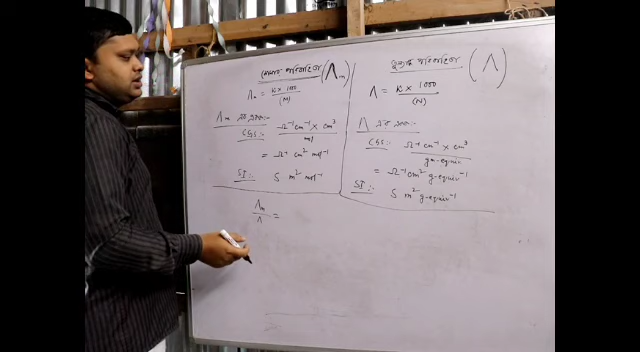 মোলার পরিবাহিতা (Λm)
Λm = κ × 1000 / (N)
Λm এর একক:-
CGS:- Ω⁻¹ cm⁻¹ × cm³ / mol
= Ω⁻¹ cm² mol⁻¹
SI:- S m² mol⁻¹
তুল্যাঙ্ক পরিবাহিতা (Λ)
Λ = κ × 1000 / (N)
Λ এর একক:-
CGS:- Ω⁻¹ cm⁻¹ × cm³ / gm-equiv
= Ω⁻¹ cm² g-equiv⁻¹
SI:- S m² g-equiv⁻¹
Λm / Λ =